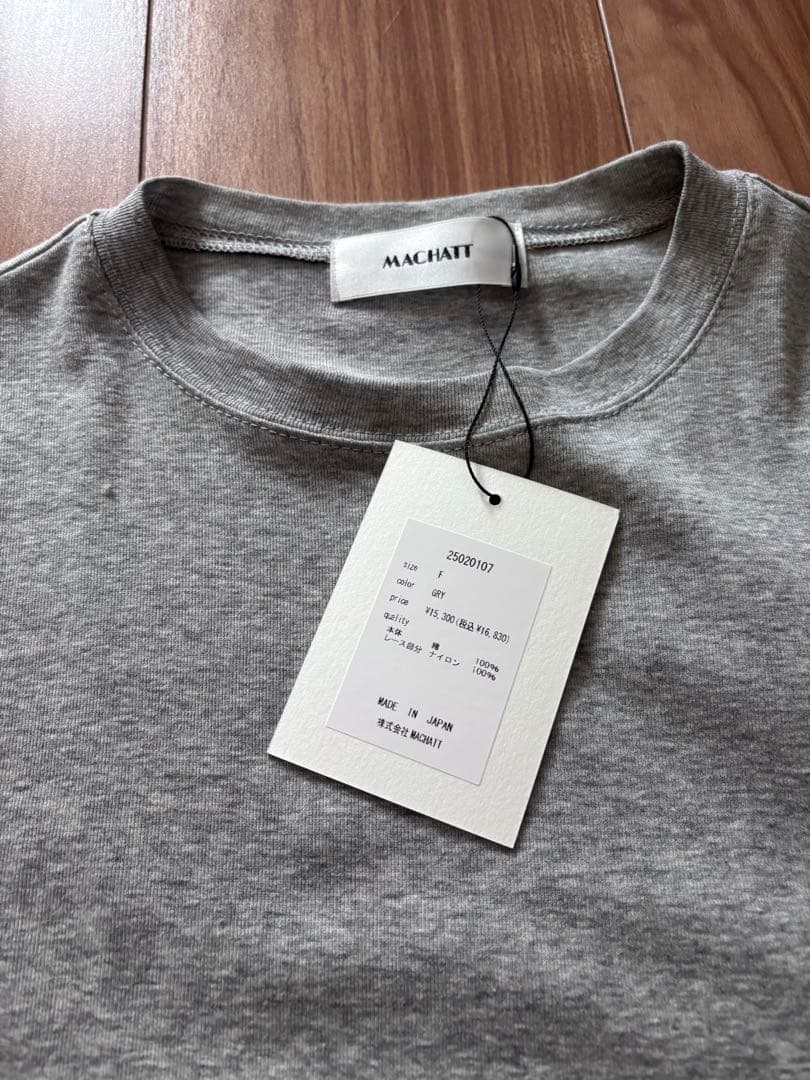 MACHATT
25020107
size F
color GRY
price ¥15,300(税込¥16,830)
quality
本体 綿 100%
レース部分 ナイロン 100%
MADE IN JAPAN
株式会社MACHATT